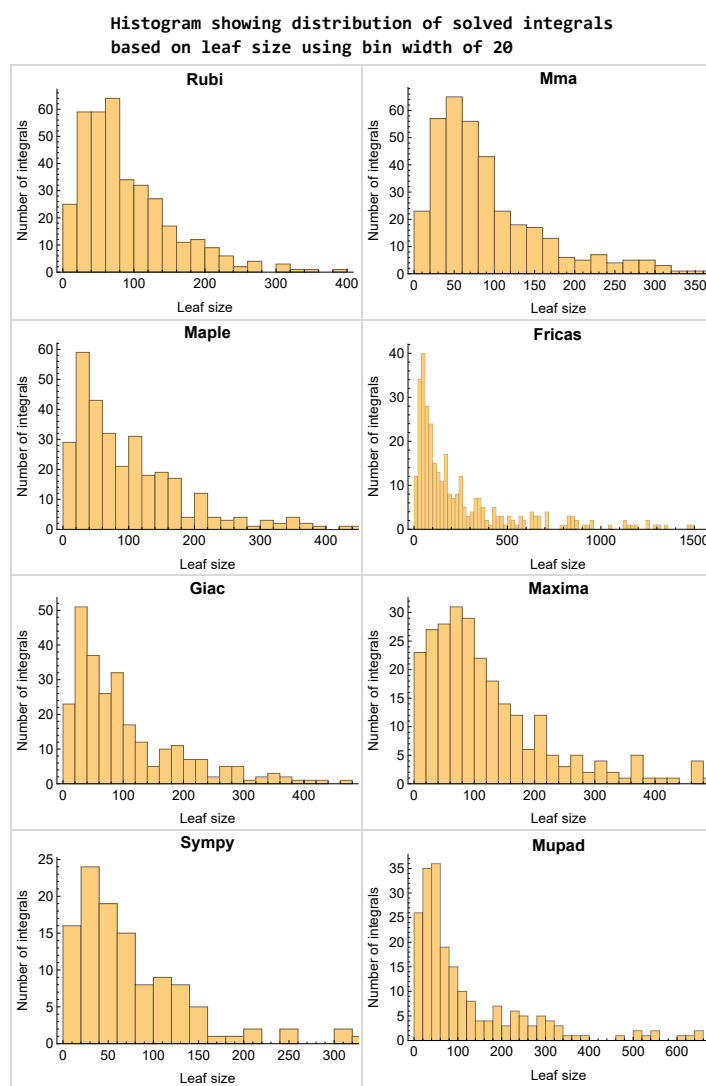 Histogram showing distribution of solved integrals
based on leaf size using bin width of 20
Rubi
Number of integrals
60
50
40
30
20
10
0
0 100 200 300 400
Leaf size
Mma
Number of integrals
60
50
40
30
20
10
0
0 50 100 150 200 250 300 350
Leaf size
Maple
Number of integrals
60
50
40
30
20
10
0
0 100 200 300 400
Leaf size
Fricas
Number of integrals
40
30
20
10
0
0 500 1000 1500
Leaf size
Giac
Number of integrals
50
40
30
20
10
0
0 100 200 300 400
Leaf size
Maxima
Number of integrals
30
25
20
15
10
5
0
0 100 200 300 400
Leaf size
Sympy
Number of integrals
25
20
15
10
5
0
0 50 100 150 200 250 300
Leaf size
Mupad
Number of integrals
35
30
25
20
15
10
5
0
0 100 200 300 400 500 600
Leaf size